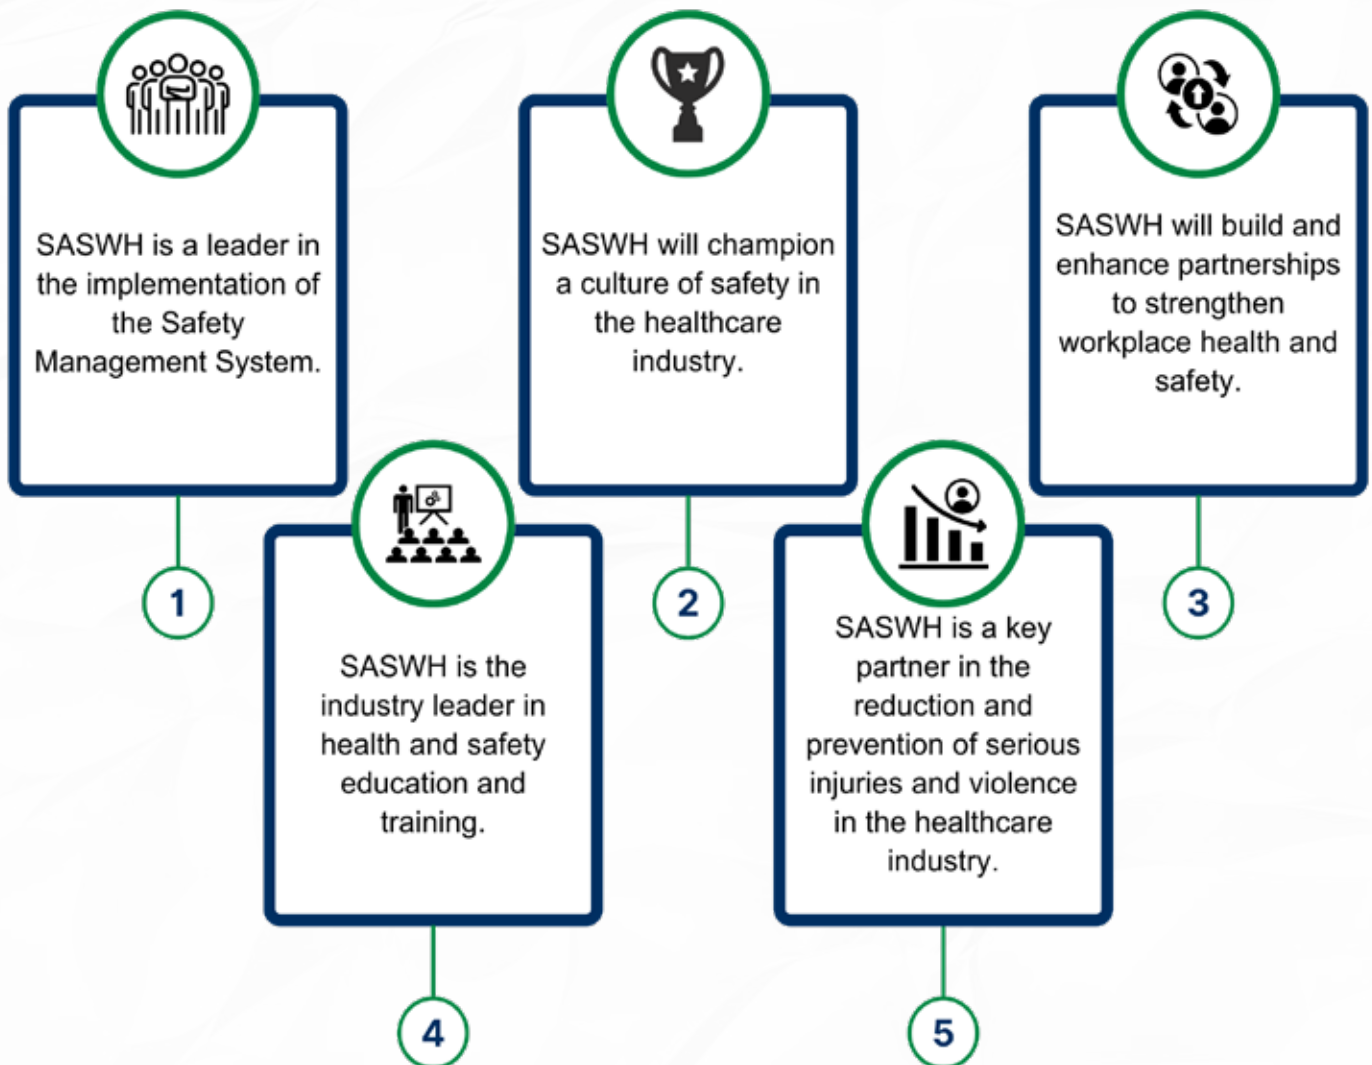 SASWH is a leader in
the implementation of
the Safety
Management System.
1
SASWH will champion
a culture of safety in
the healthcare
industry.
2
SASWH will build and
enhance partnerships
to strengthen
workplace health and
safety.
3
SASWH is the
industry leader in
health and safety
education and
training.
4
SASWH is a key
partner in the
reduction and
prevention of serious
injuries and violence
in the healthcare
industry.
5